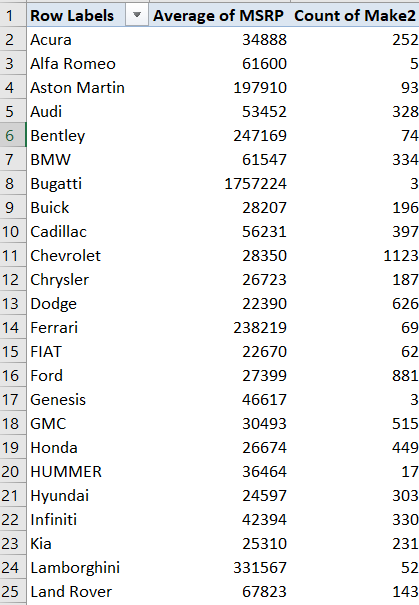 1 Row Labels Average of MSRP Count of Make2
2 Acura 34888 252
3 Alfa Romeo 61600 5
4 Aston Martin 197910 93
5 Audi 53452 328
6 Bentley 247169 74
7 BMW 61547 334
8 Bugatti 1757224 3
9 Buick 28207 196
10 Cadillac 56231 397
11 Chevrolet 28350 1123
12 Chrysler 26723 187
13 Dodge 22390 626
14 Ferrari 238219 69
15 FIAT 22670 62
16 Ford 27399 881
17 Genesis 46617 3
18 GMC 30493 515
19 Honda 26674 449
20 HUMMER 36464 17
21 Hyundai 24597 303
22 Infiniti 42394 330
23 Kia 25310 231
24 Lamborghini 331567 52
25 Land Rover 67823 143